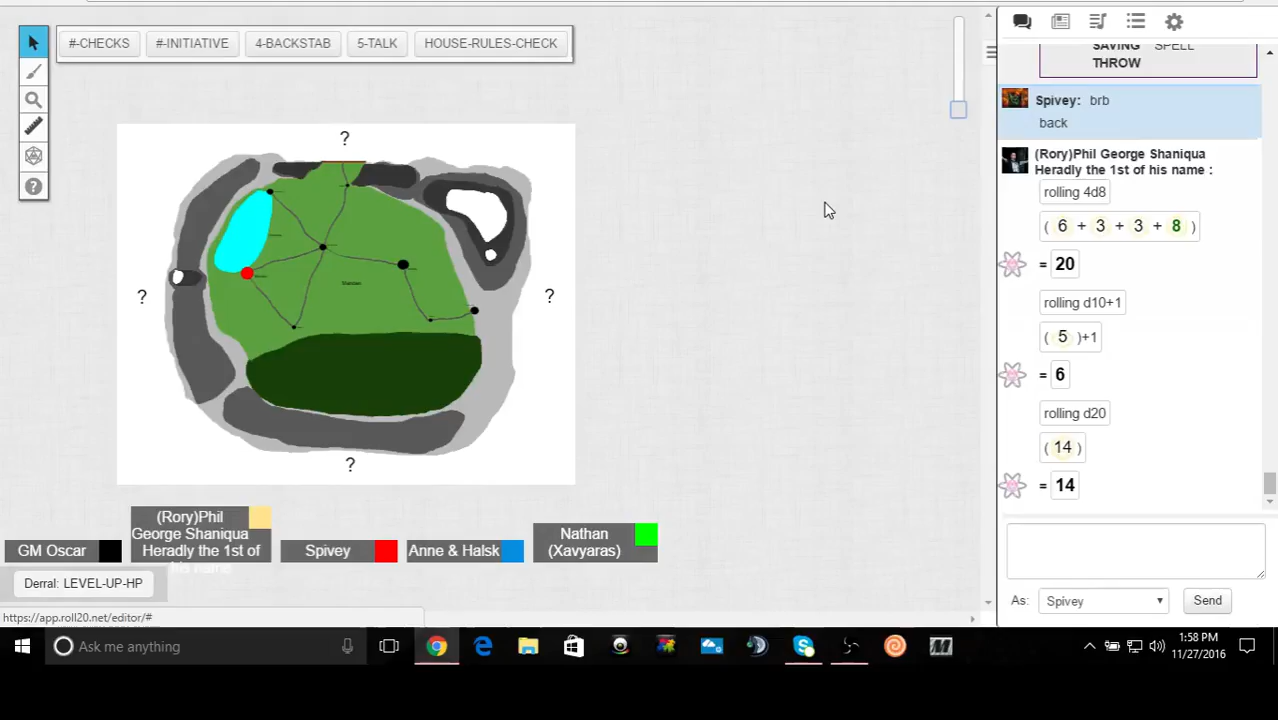 #-CHECKS
#-INITIATIVE
4-BACKSTAB
5-TALK
HOUSE-RULES-CHECK
?
?
?
?
GM Oscar
(Rory)Phil
George Shaniqua
Heradly the 1st of
his name
Spivey
Anne & Halsk
Nathan
(Xavyaras)
Derral: LEVEL-UP-HP
https://app.roll20.net/editor/#
SAVING SPELL
THROW
Spivey: brb
back
(Rory)Phil George Shaniqua
Heradly the 1st of his name :
rolling 4d8
( 6 + 3 + 3 + 8 )
= 20
rolling d10+1
( 5 )+1
= 6
rolling d20
( 14 )
= 14
As: Spivey Send
Ask me anything
1:58 PM
11/27/2016